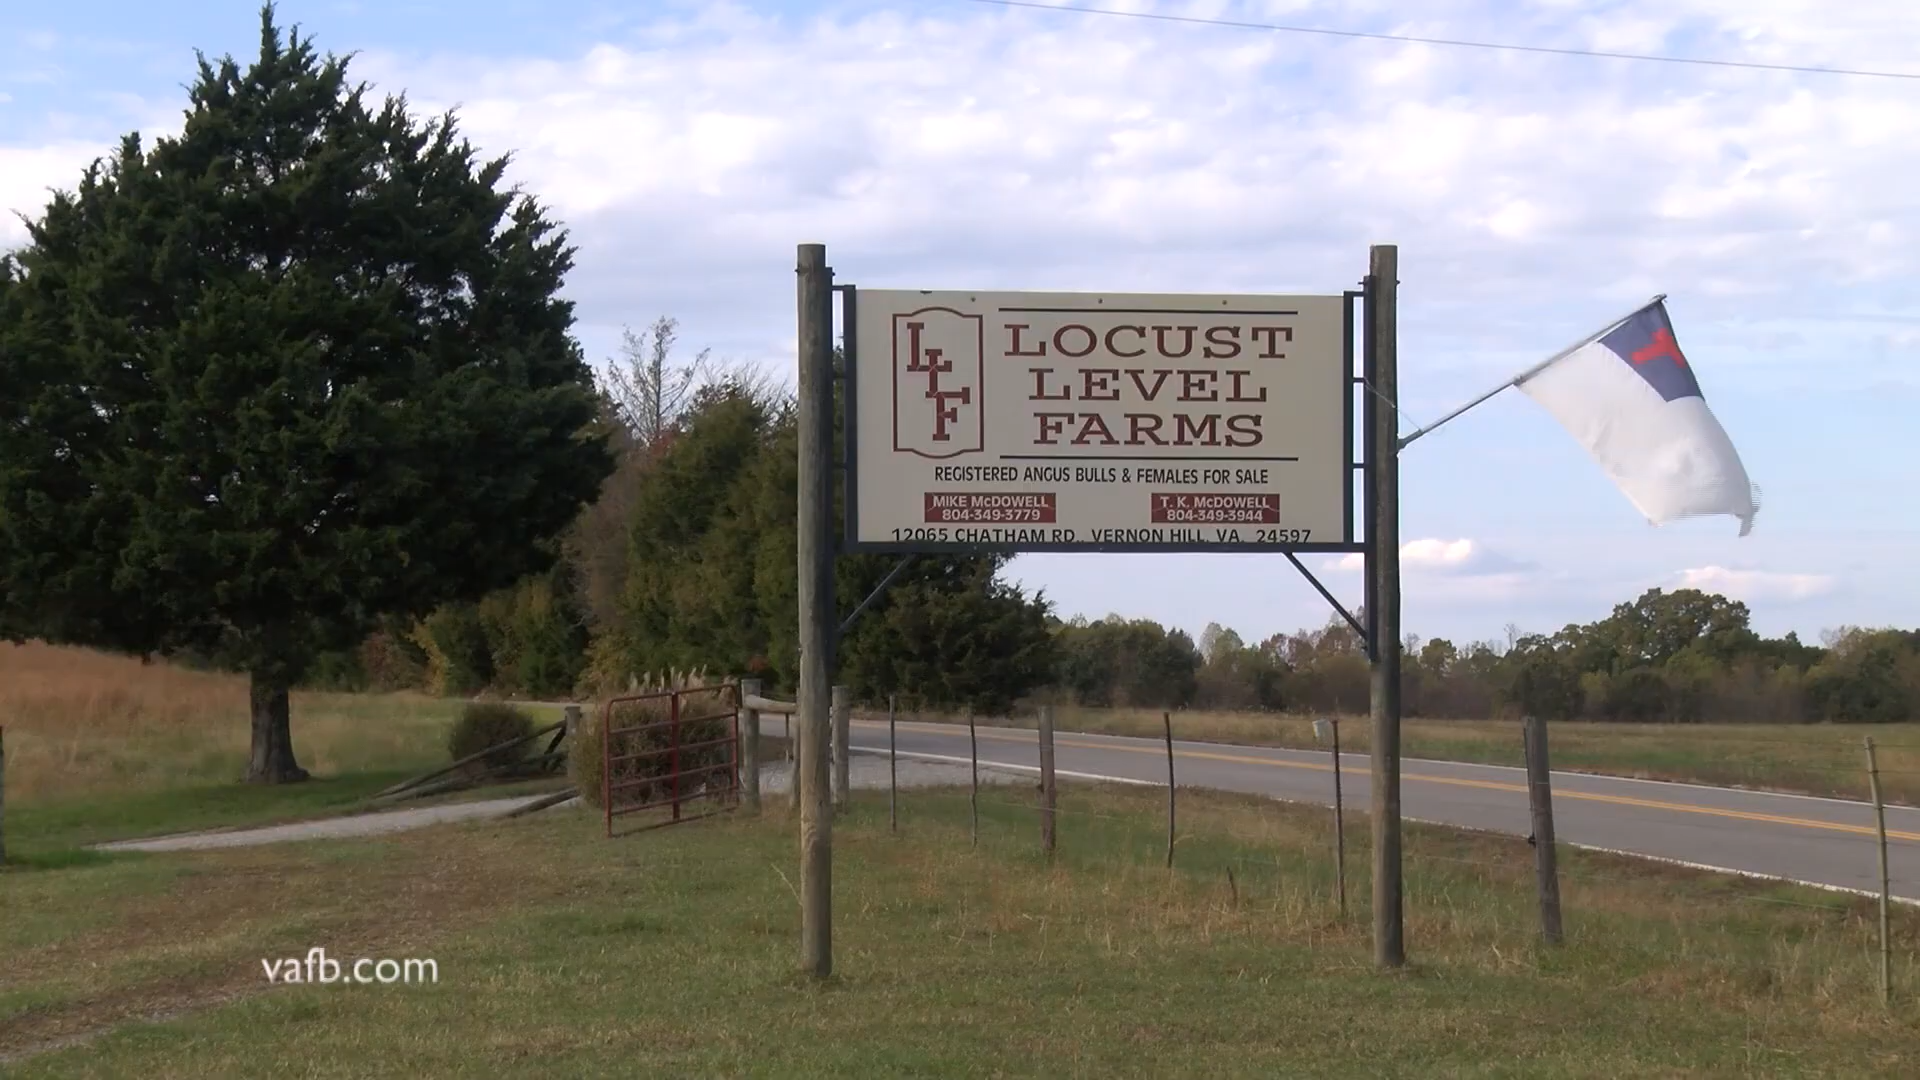 LLF
LOCUST
LEVEL
FARMS
REGISTERED ANGUS BULLS & FEMALES FOR SALE
MIKE McDOWELL
804-349-3779
T. K. McDOWELL
804-349-3944
12065 CHATHAM RD., VERNON HILL, VA. 24597
vafb.com